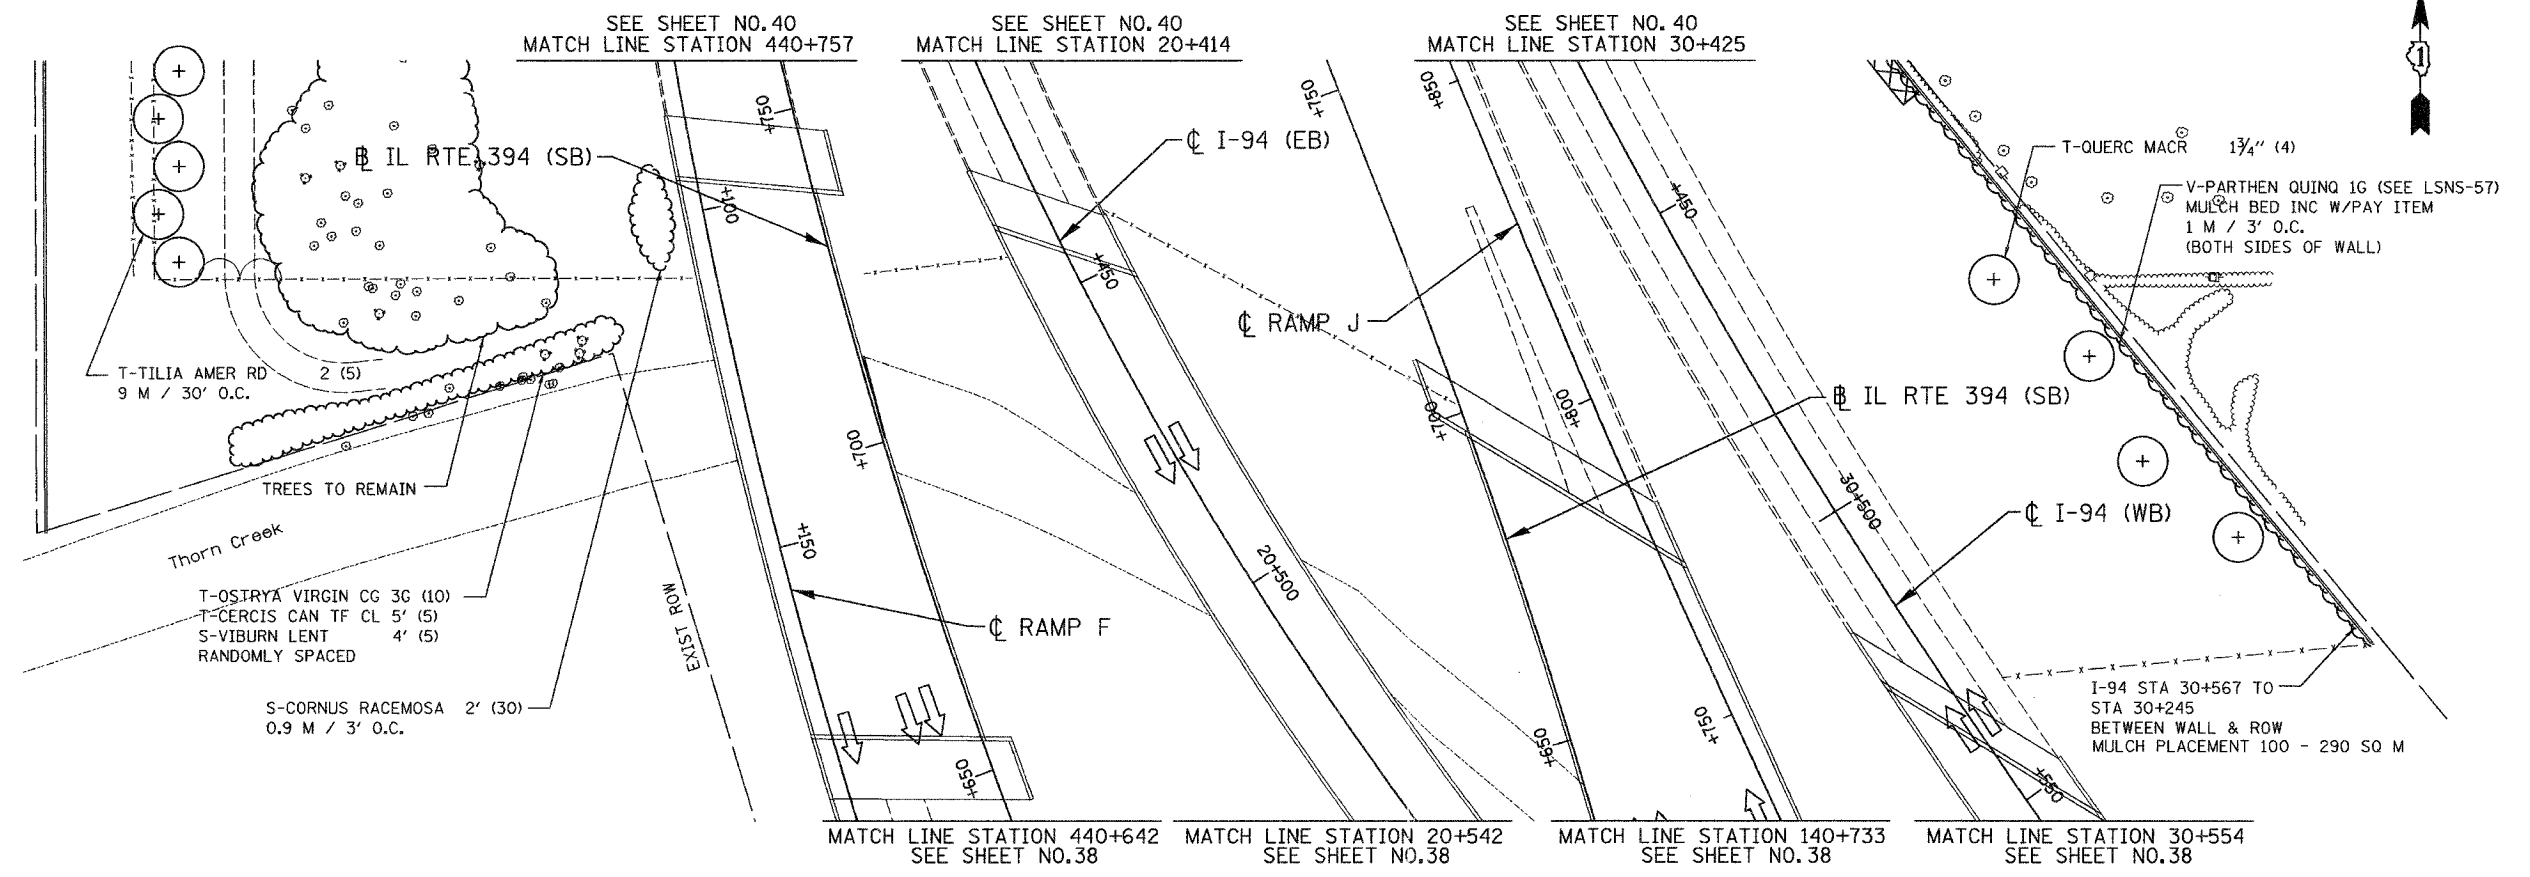 SEE SHEET NO.40
MATCH LINE STATION 440+757
SEE SHEET NO.40
MATCH LINE STATION 20+414
SEE SHEET NO.40
MATCH LINE STATION 30+425
1
+750
+750
+850
℄ I-94 (EB)
B IL RTE 394 (SB)
T-QUERC MACR 1¾" (4)
V-PARTHEN QUINQ 1G (SEE LSNS-57)
MULCH BED INC W/PAY ITEM
1 M / 3' O.C.
(BOTH SIDES OF WALL)
+100
+450
+450
℄ RAMP J
T-TILIA AMER RD 2 (5)
9 M / 30' O.C.
B IL RTE 394 (SB)
+700
+700
+800
TREES TO REMAIN
30+500
℄ I-94 (WB)
Thorn Creek
+150
20+500
T-OSTRYA VIRGIN CG 3G (10)
T-CERCIS CAN TF CL 5' (5)
S-VIBURN LENT 4' (5)
RANDOMLY SPACED
EXIST ROW
℄ RAMP F
S-CORNUS RACEMOSA 2' (30)
0.9 M / 3' O.C.
I-94 STA 30+567 TO
STA 30+245
BETWEEN WALL & ROW
MULCH PLACEMENT 100 - 290 SQ M
+650
+650
+750
+550
MATCH LINE STATION 440+642
SEE SHEET NO.38
MATCH LINE STATION 20+542
SEE SHEET NO.38
MATCH LINE STATION 140+733
SEE SHEET NO.38
MATCH LINE STATION 30+554
SEE SHEET NO.38